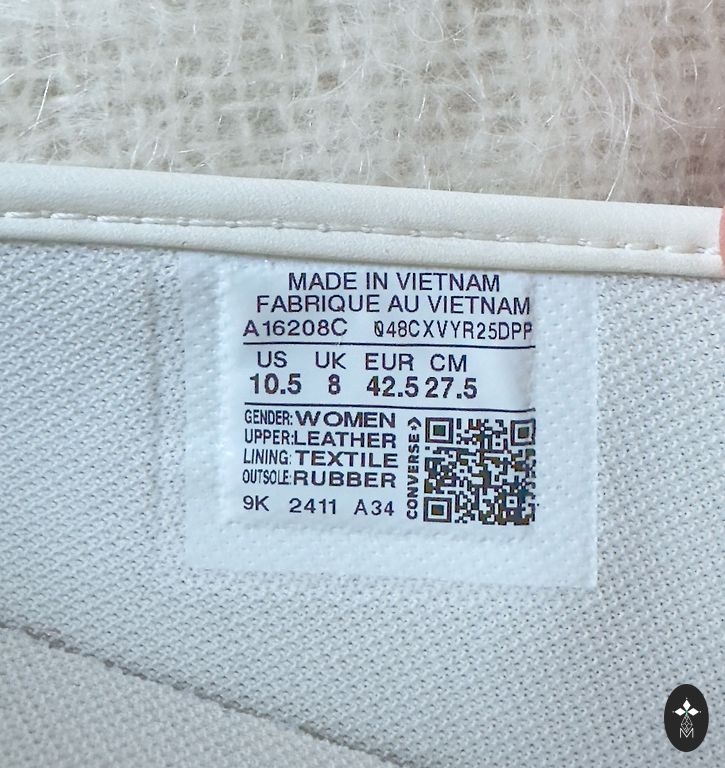 MADE IN VIETNAM
FABRIQUE AU VIETNAM
A16208C Q48CXVYR25DPP
US UK EUR CM
10.5 8 42.5 27.5
GENDER: WOMEN
UPPER: LEATHER
LINING: TEXTILE
OUTSOLE: RUBBER
CONVERSE
9K 2411 A34
M